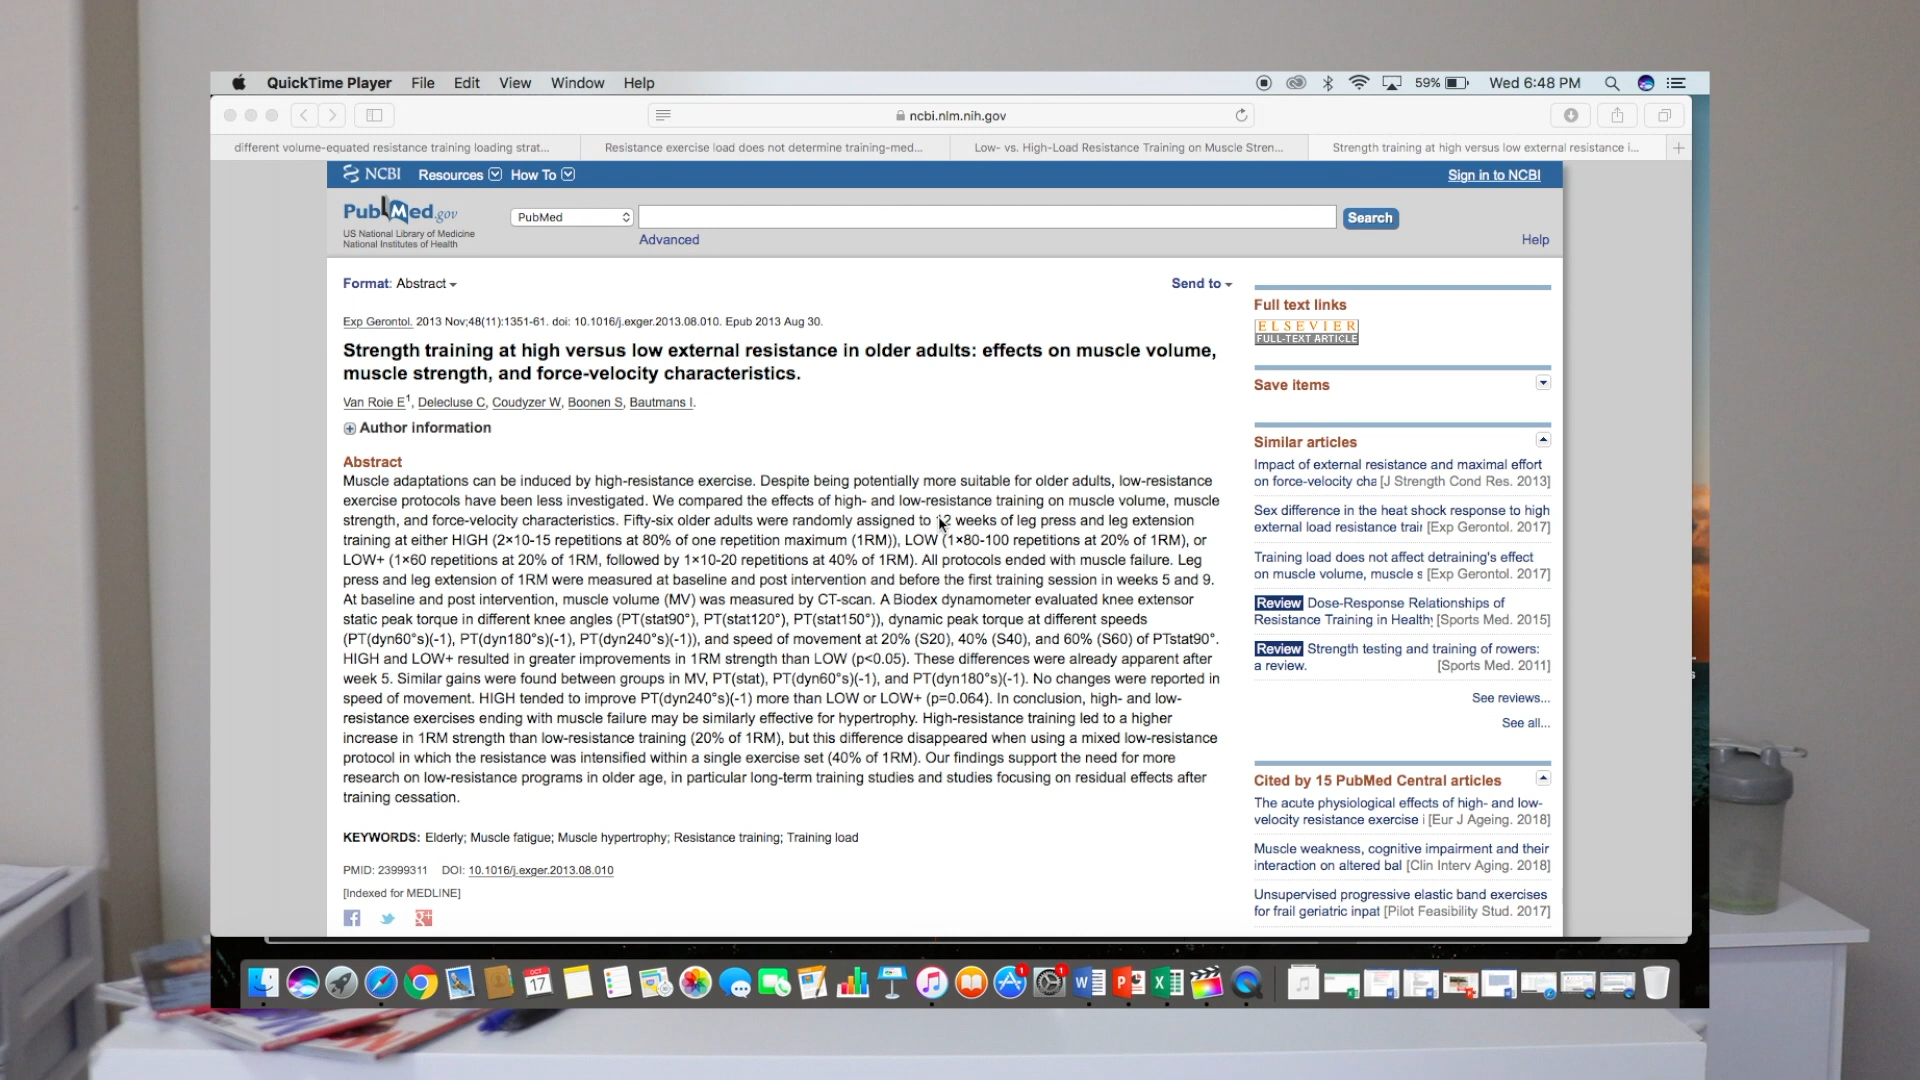 QuickTime Player File Edit View Window Help 59% Wed 6:48 PM
ncbi.nlm.nih.gov
different volume-equated resistance training loading strat... Resistance exercise load does not determine training-med... Low- vs. High-Load Resistance Training on Muscle Stren... Strength training at high versus low external resistance i...
NCBI Resources How To Sign in to NCBI
PubMed.gov
US National Library of Medicine
National Institutes of Health
PubMed Search
Advanced Help
Format: Abstract Send to
Exp Gerontol. 2013 Nov;48(11):1351-61. doi: 10.1016/j.exger.2013.08.010. Epub 2013 Aug 30.
Strength training at high versus low external resistance in older adults: effects on muscle volume,
muscle strength, and force-velocity characteristics.
Van Roie E1, Delecluse C, Coudyzer W, Boonen S, Bautmans I.
Author information
Abstract
Muscle adaptations can be induced by high-resistance exercise. Despite being potentially more suitable for older adults, low-resistance
exercise protocols have been less investigated. We compared the effects of high- and low-resistance training on muscle volume, muscle
strength, and force-velocity characteristics. Fifty-six older adults were randomly assigned to 12 weeks of leg press and leg extension
training at either HIGH (2×10-15 repetitions at 80% of one repetition maximum (1RM)), LOW (1×80-100 repetitions at 20% of 1RM), or
LOW+ (1×60 repetitions at 20% of 1RM, followed by 1×10-20 repetitions at 40% of 1RM). All protocols ended with muscle failure. Leg
press and leg extension of 1RM were measured at baseline and post intervention and before the first training session in weeks 5 and 9.
At baseline and post intervention, muscle volume (MV) was measured by CT-scan. A Biodex dynamometer evaluated knee extensor
static peak torque in different knee angles (PT(stat90°), PT(stat120°), PT(stat150°)), dynamic peak torque at different speeds
(PT(dyn60°s)(-1), PT(dyn180°s)(-1), PT(dyn240°s)(-1)), and speed of movement at 20% (S20), 40% (S40), and 60% (S60) of PTstat90°.
HIGH and LOW+ resulted in greater improvements in 1RM strength than LOW (p<0.05). These differences were already apparent after
week 5. Similar gains were found between groups in MV, PT(stat), PT(dyn60°s)(-1), and PT(dyn180°s)(-1). No changes were reported in
speed of movement. HIGH tended to improve PT(dyn240°s)(-1) more than LOW or LOW+ (p=0.064). In conclusion, high- and low-
resistance exercises ending with muscle failure may be similarly effective for hypertrophy. High-resistance training led to a higher
increase in 1RM strength than low-resistance training (20% of 1RM), but this difference disappeared when using a mixed low-resistance
protocol in which the resistance was intensified within a single exercise set (40% of 1RM). Our findings support the need for more
research on low-resistance programs in older age, in particular long-term training studies and studies focusing on residual effects after
training cessation.
KEYWORDS: Elderly; Muscle fatigue; Muscle hypertrophy; Resistance training; Training load
PMID: 23999311 DOI: 10.1016/j.exger.2013.08.010
[Indexed for MEDLINE]
Full text links
ELSEVIER
FULL-TEXT ARTICLE
Save items
Similar articles
Impact of external resistance and maximal effort
on force-velocity cha [J Strength Cond Res. 2013]
Sex difference in the heat shock response to high
external load resistance trair [Exp Gerontol. 2017]
Training load does not affect detraining's effect
on muscle volume, muscle s [Exp Gerontol. 2017]
Review Dose-Response Relationships of
Resistance Training in Healthy [Sports Med. 2015]
Review Strength testing and training of rowers:
a review. [Sports Med. 2011]
See reviews...
See all...
Cited by 15 PubMed Central articles
The acute physiological effects of high- and low-
velocity resistance exercise i [Eur J Ageing. 2018]
Muscle weakness, cognitive impairment and their
interaction on altered bal [Clin Interv Aging. 2018]
Unsupervised progressive elastic band exercises
for frail geriatric inpat [Pilot Feasibility Stud. 2017]
OCT
17
1
1